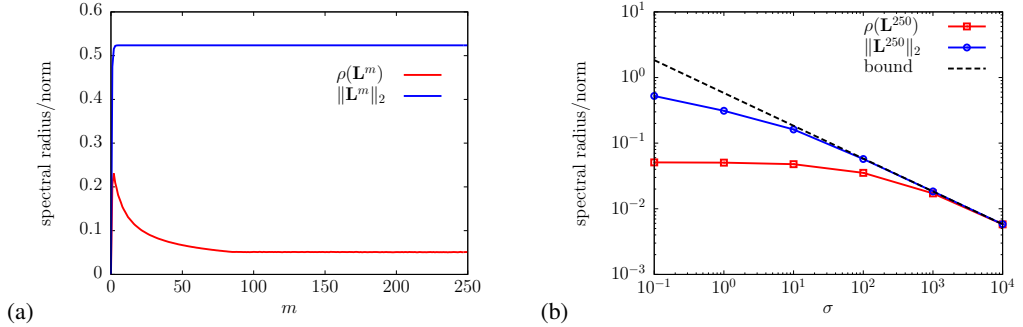 spectral radius/norm
0.6
0.5
0.4
0.3
0.2
0.1
0
ρ(L^m)
‖L^m‖₂
0 50 100 150 200 250
m
(a)
spectral radius/norm
10^1
10^0
10^−1
10^−2
10^−3
ρ(L^250)
‖L^250‖₂
bound
10^−1 10^0 10^1 10^2 10^3 10^4
σ
(b)